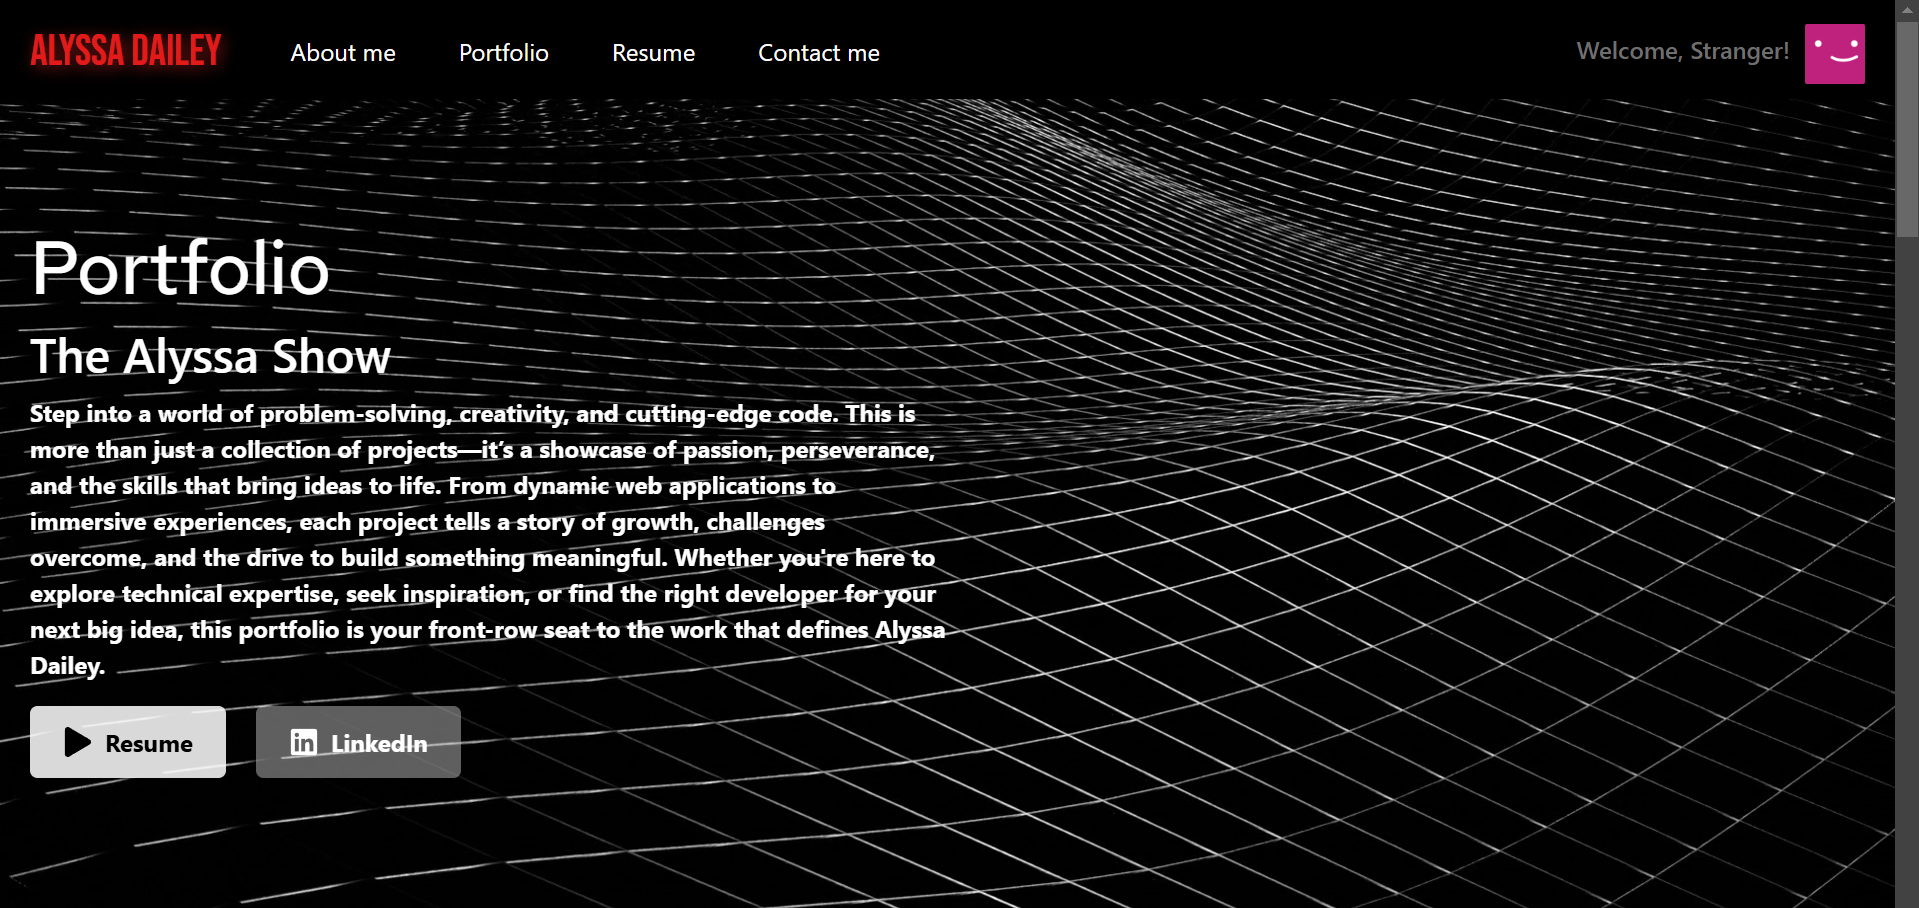 ALYSSA DAILEY
About me
Portfolio
Resume
Contact me
Welcome, Stranger!
Portfolio
The Alyssa Show
Step into a world of problem-solving, creativity, and cutting-edge code. This is
more than just a collection of projects—it’s a showcase of passion, perseverance,
and the skills that bring ideas to life. From dynamic web applications to
immersive experiences, each project tells a story of growth, challenges
overcome, and the drive to build something meaningful. Whether you're here to
explore technical expertise, seek inspiration, or find the right developer for your
next big idea, this portfolio is your front-row seat to the work that defines Alyssa
Dailey.
Resume
in
LinkedIn